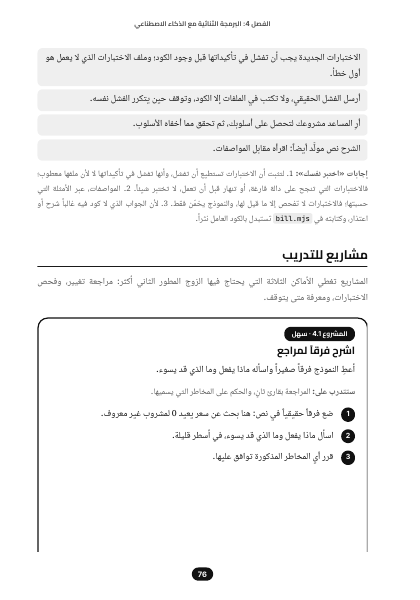 الفصل 4: البرمجة الثنائية مع الذكاء الاصطناعي
الاختبارات الجديدة يجب أن تفشل في تأكيداتها قبل وجود الكود؛ وملف الاختبارات الذي لا يعمل هو
أول خطأ.
أرسل الفشل الحقيقي، ولا تكتب في الملفات إلا الكود، وتوقف حين يتكرر الفشل نفسه.
أرِ المساعد مشروعك لتحصل على أسلوبك، ثم تحقق مما أخفاه الأسلوب.
الشرح نص مولَّد أيضاً: اقرأه مقابل المواصفات.
إجابات «اختبر نفسك»: 1. لتثبت أن الاختبارات تستطيع أن تفشل، وأنها تفشل في تأكيداتها لا لأن ملفها معطوب؛
فالاختبارات التي تنجح على دالة فارغة، أو تنهار قبل أن تعمل، لا تختبر شيئاً. 2. المواصفات، عبر الأمثلة التي
حسبتها؛ فالاختبارات لا تفحص إلا ما قيل لها، والنموذج يخمّن فقط. 3. لأن الجواب الذي لا كود فيه غالباً شرح أو
اعتذار، وكتابته في bill.mjs تستبدل بالكود العامل نثراً.
مشاريع للتدريب
المشاريع تغطي الأماكن الثلاثة التي يحتاج فيها الزوج المطور الثاني أكثر: مراجعة تغيير، وفحص
الاختبارات، ومعرفة متى يتوقف.
المشروع 4.1 · سهل
اشرح فرقاً لمراجع
أعطِ النموذج فرقاً صغيراً واسأله ماذا يفعل وما الذي قد يسوء.
ستتدرب على: المراجعة بقارئ ثانٍ، والحكم على المخاطر التي يسميها.
1 ضع فرقاً حقيقياً في نص: هنا بحث عن سعر يعيد 0 لمشروب غير معروف.
2 اسأل ماذا يفعل وما الذي قد يسوء، في أسطر قليلة.
3 قرر أي المخاطر المذكورة توافق عليها.
76